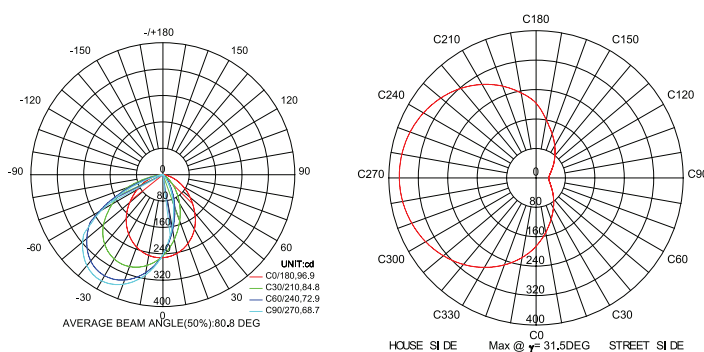 -/+180
-150
150
-120
120
-90
90
-60
60
-30
30
0
0
80
160
240
320
400
UNIT:cd
C0/180,96.9
C30/210,84.8
C60/240,72.9
C90/270,68.7
AVERAGE BEAM ANGLE(50%):80.8 DEG
C180
C210
C150
C240
C120
C270
C90
C300
C60
C330
C30
C0
0
80
160
240
320
400
HOUSE SIDE Max @ γ= 31.5DEG STREET SIDE